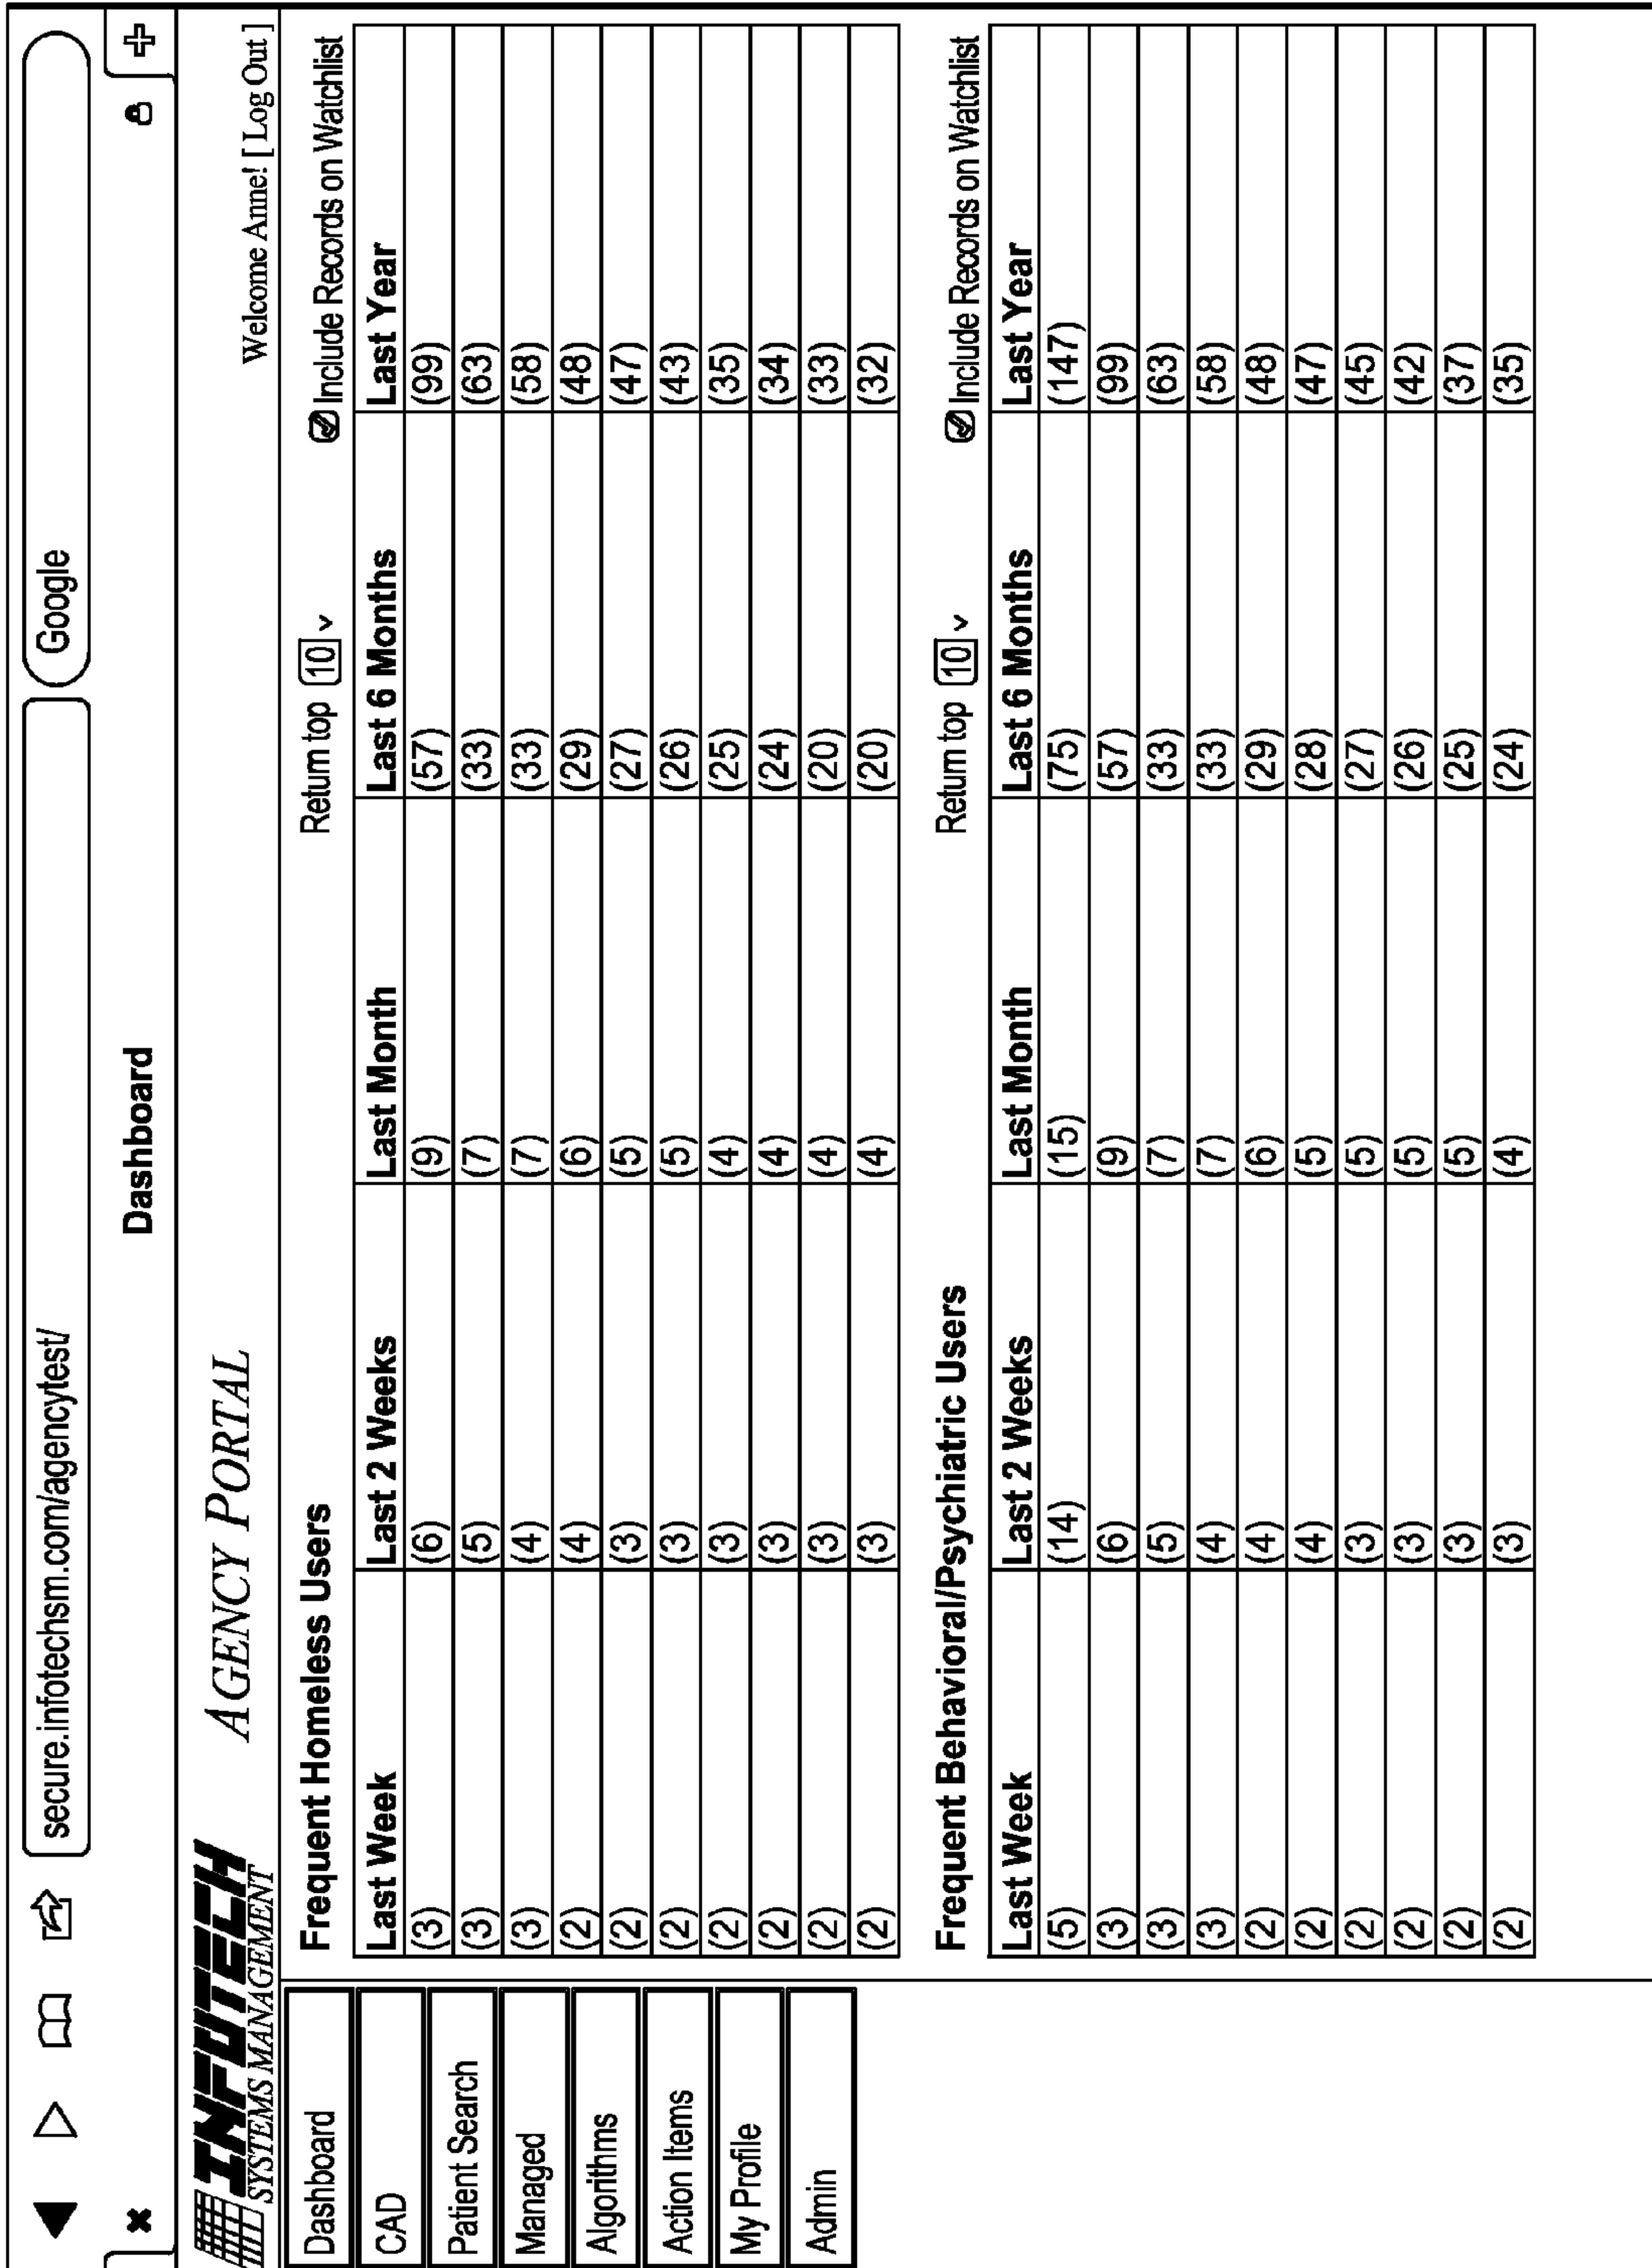 secure.infotechsm.com/agencytest/ Google
Dashboard
INFOTECH AGENCY PORTAL
SYSTEMS MANAGEMENT Welcome Anne! [ Log Out ]
Dashboard
CAD
Patient Search
Managed
Algorithms
Action Items
My Profile
Admin
Frequent Homeless Users Return top 10 Include Records on Watchlist
Last Week Last 2 Weeks Last Month Last 6 Months Last Year
(3) (6) (9) (57) (99)
(3) (5) (7) (33) (63)
(3) (4) (7) (33) (58)
(2) (4) (6) (29) (48)
(2) (3) (5) (27) (47)
(2) (3) (5) (26) (43)
(2) (3) (4) (25) (35)
(2) (3) (4) (24) (34)
(2) (3) (4) (20) (33)
(2) (3) (4) (20) (32)
Frequent Behavioral/Psychiatric Users Return top 10 Include Records on Watchlist
Last Week Last 2 Weeks Last Month Last 6 Months Last Year
(5) (14) (15) (75) (147)
(3) (6) (9) (57) (99)
(3) (5) (7) (33) (63)
(3) (4) (7) (33) (58)
(2) (4) (6) (29) (48)
(2) (4) (5) (28) (47)
(2) (3) (5) (27) (45)
(2) (3) (5) (26) (42)
(2) (3) (5) (25) (37)
(2) (3) (4) (24) (35)